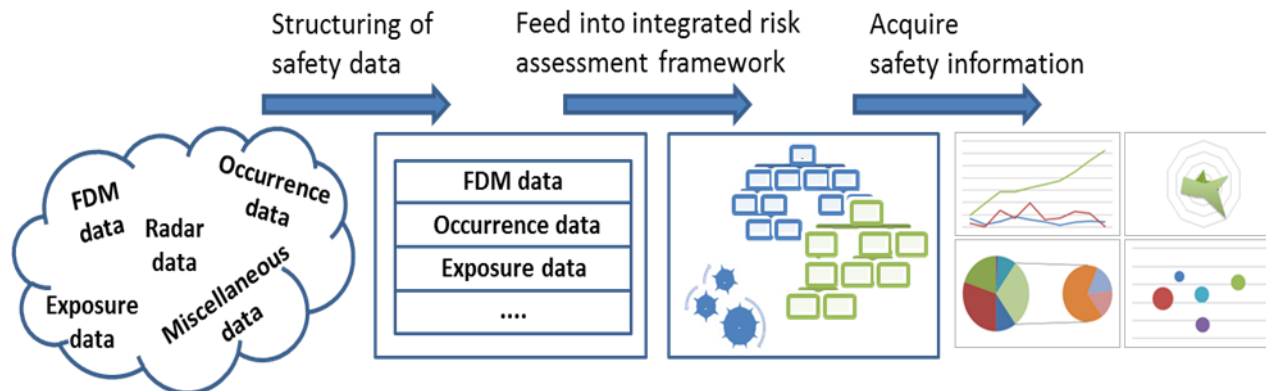 Structuring of
safety data
Feed into integrated risk
assessment framework
Acquire
safety information
FDM
data
Occurrence
data
Radar
data
Exposure
data
Miscellaneous
data
FDM data
Occurrence data
Exposure data
....